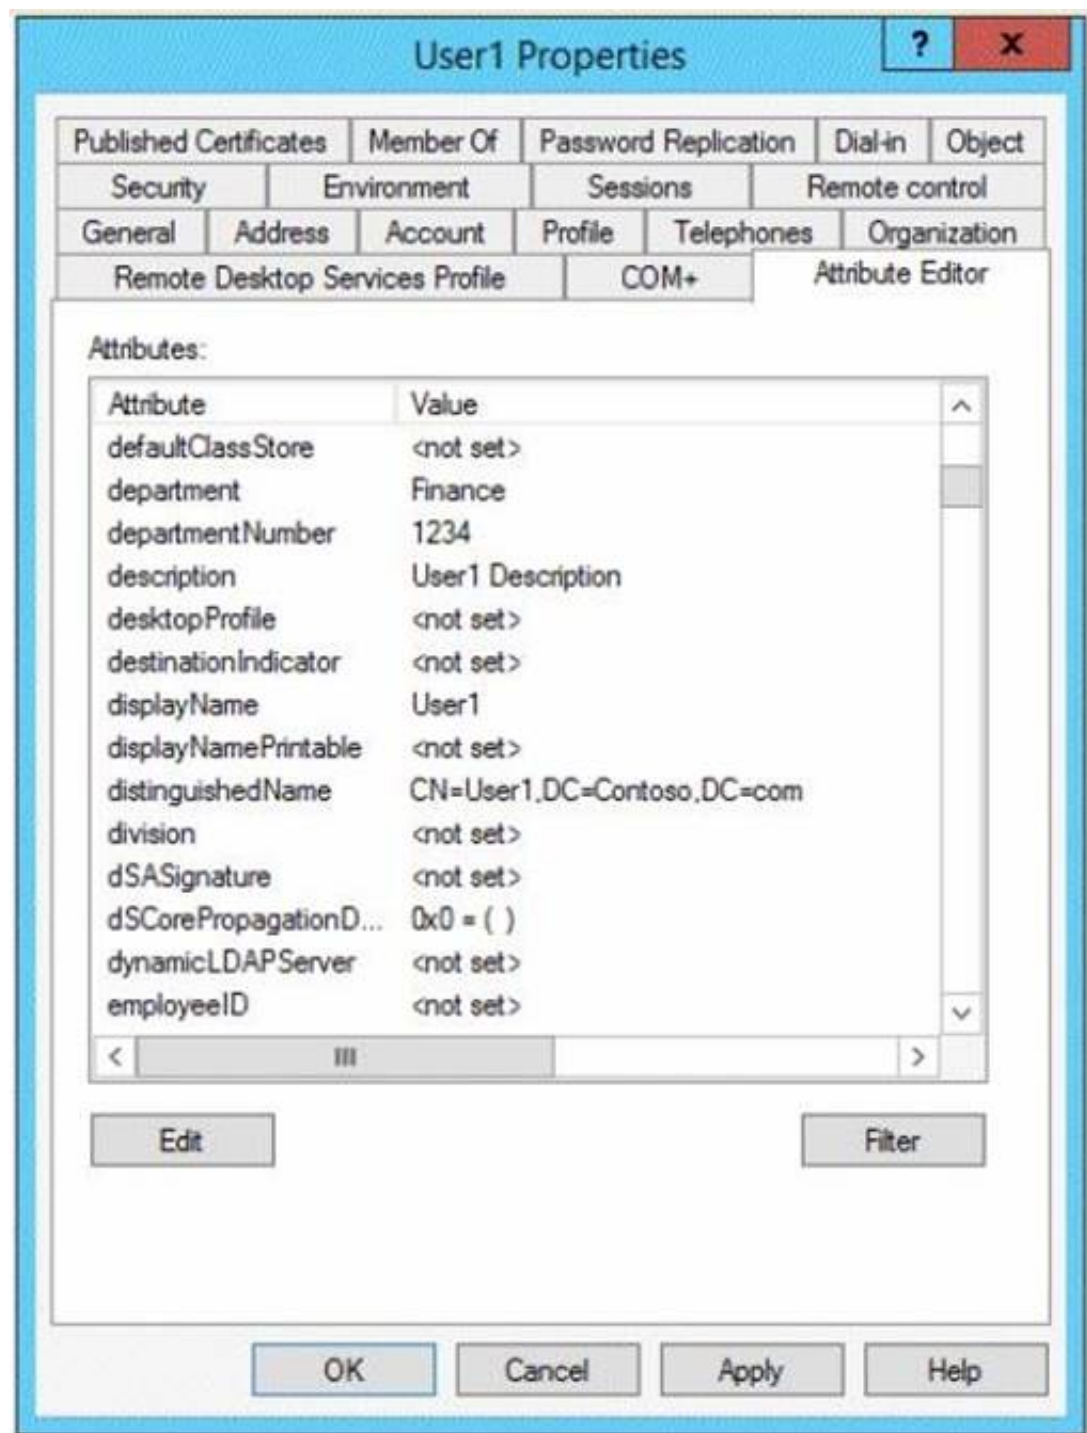 User1 Properties
? x
Published Certificates Member Of Password Replication Dial-in Object
Security Environment Sessions Remote control
General Address Account Profile Telephones Organization
Remote Desktop Services Profile COM+ Attribute Editor
Attributes:
Attribute Value
defaultClassStore <not set>
department Finance
departmentNumber 1234
description User1 Description
desktopProfile <not set>
destinationIndicator <not set>
displayName User1
displayNamePrintable <not set>
distinguishedName CN=User1,DC=Contoso,DC=com
division <not set>
dSASignature <not set>
dSCorePropagationD... 0x0 = ( )
dynamicLDAPServer <not set>
employeeID <not set>
Edit Filter
OK Cancel Apply Help